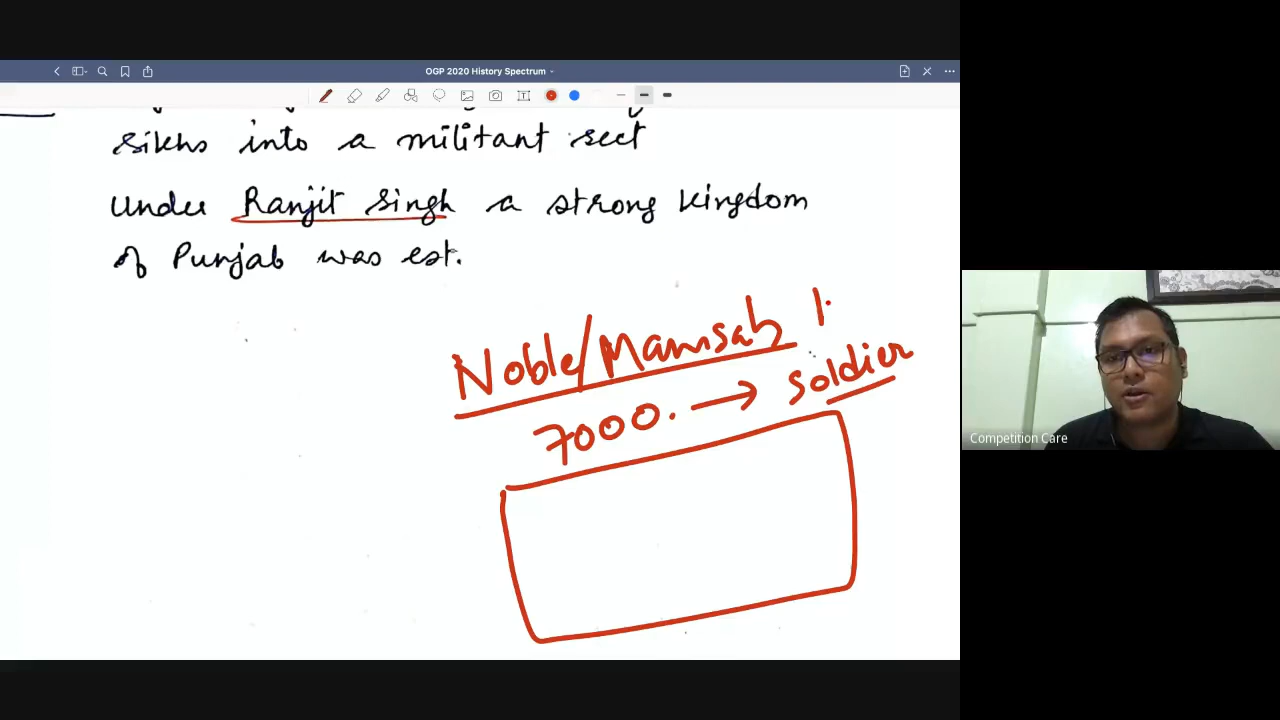 OGP 2020 History Spectrum
sikhs into a militant sect
under Ranjit Singh a strong kingdom
of Punjab was est.
Noble/Mamsab
7000. → soldier
Competition Care